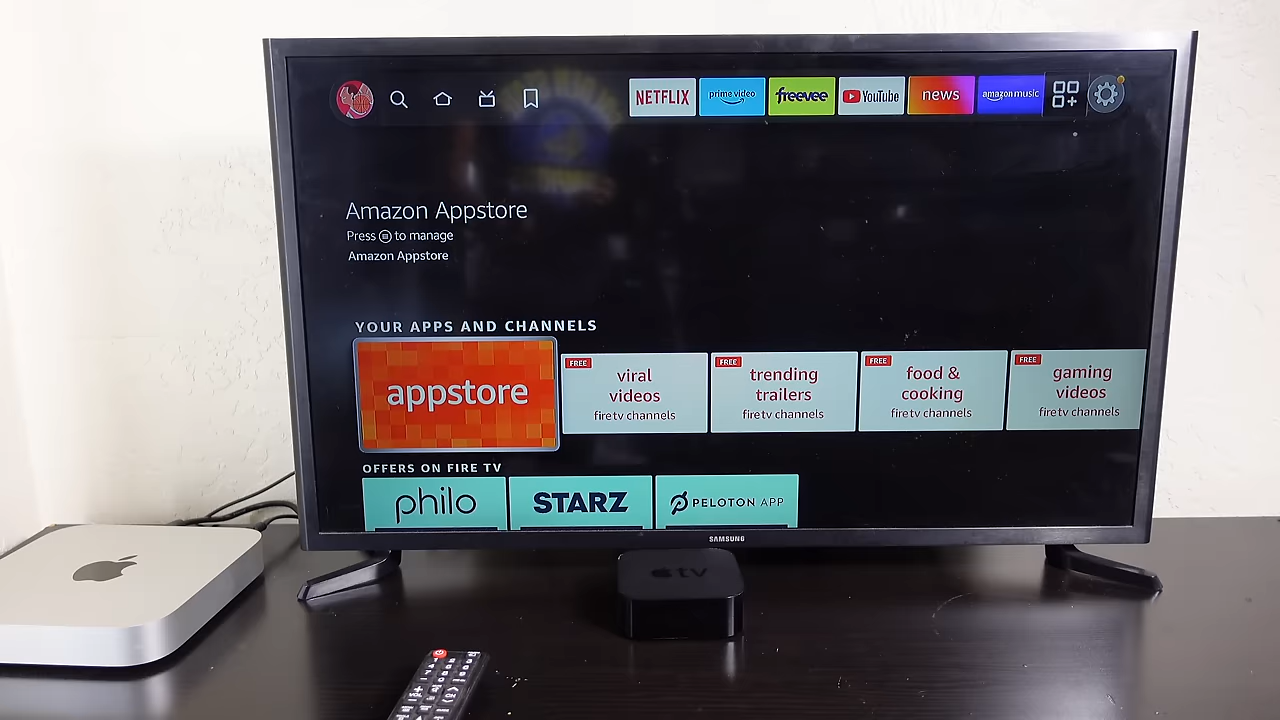 NETFLIX
prime video
freevee
YouTube
news
amazon music
Amazon Appstore
Press to manage
Amazon Appstore
YOUR APPS AND CHANNELS
appstore
FREE
viral
videos
firetv channels
FREE
trending
trailers
firetv channels
FREE
food &
cooking
firetv channels
FREE
gaming
videos
firetv channels
OFFERS ON FIRE TV
philo
STARZ
PELOTON APP
SAMSUNG
tv